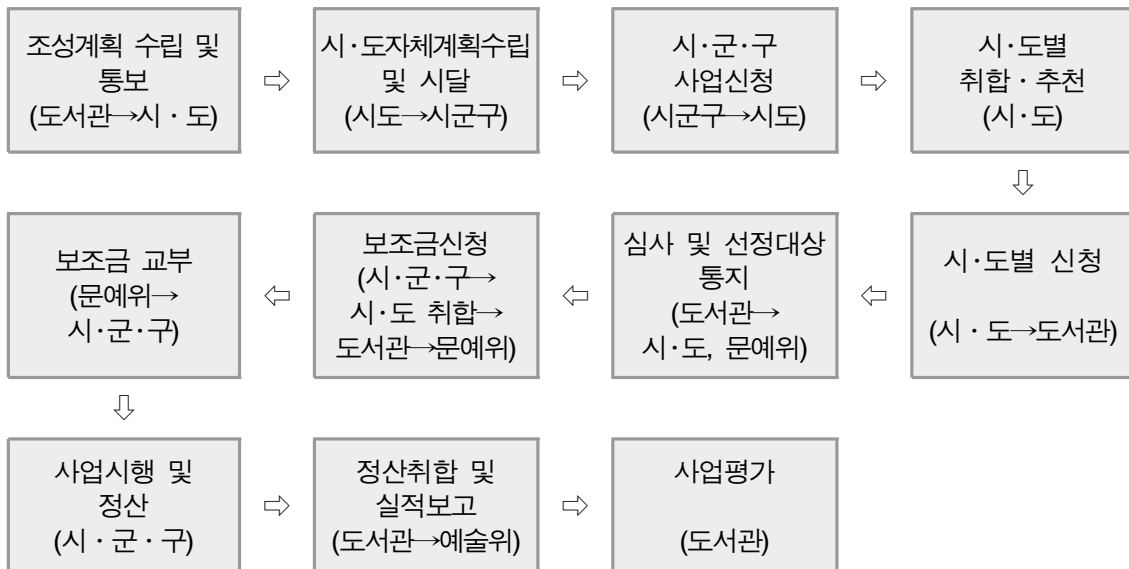 조성계획 수립 및
통보
(도서관→시・도)
⇨
시·도자체계획수립
및 시달
(시도→시군구)
⇨
시·군·구
사업신청
(시군구→시도)
⇨
시·도별
취합・추천
(시·도)
⇩
시·도별 신청
(시・도→도서관)
⇦
심사 및 선정대상
통지
(도서관→
시·도, 문예위)
⇦
보조금신청
(시·군·구→
시·도 취합→
도서관→문예위)
⇦
보조금 교부
(문예위→
시·군·구)
⇩
사업시행 및
정산
(시・군・구)
⇨
정산취합 및
실적보고
(도서관→예술위)
⇨
사업평가
(도서관)